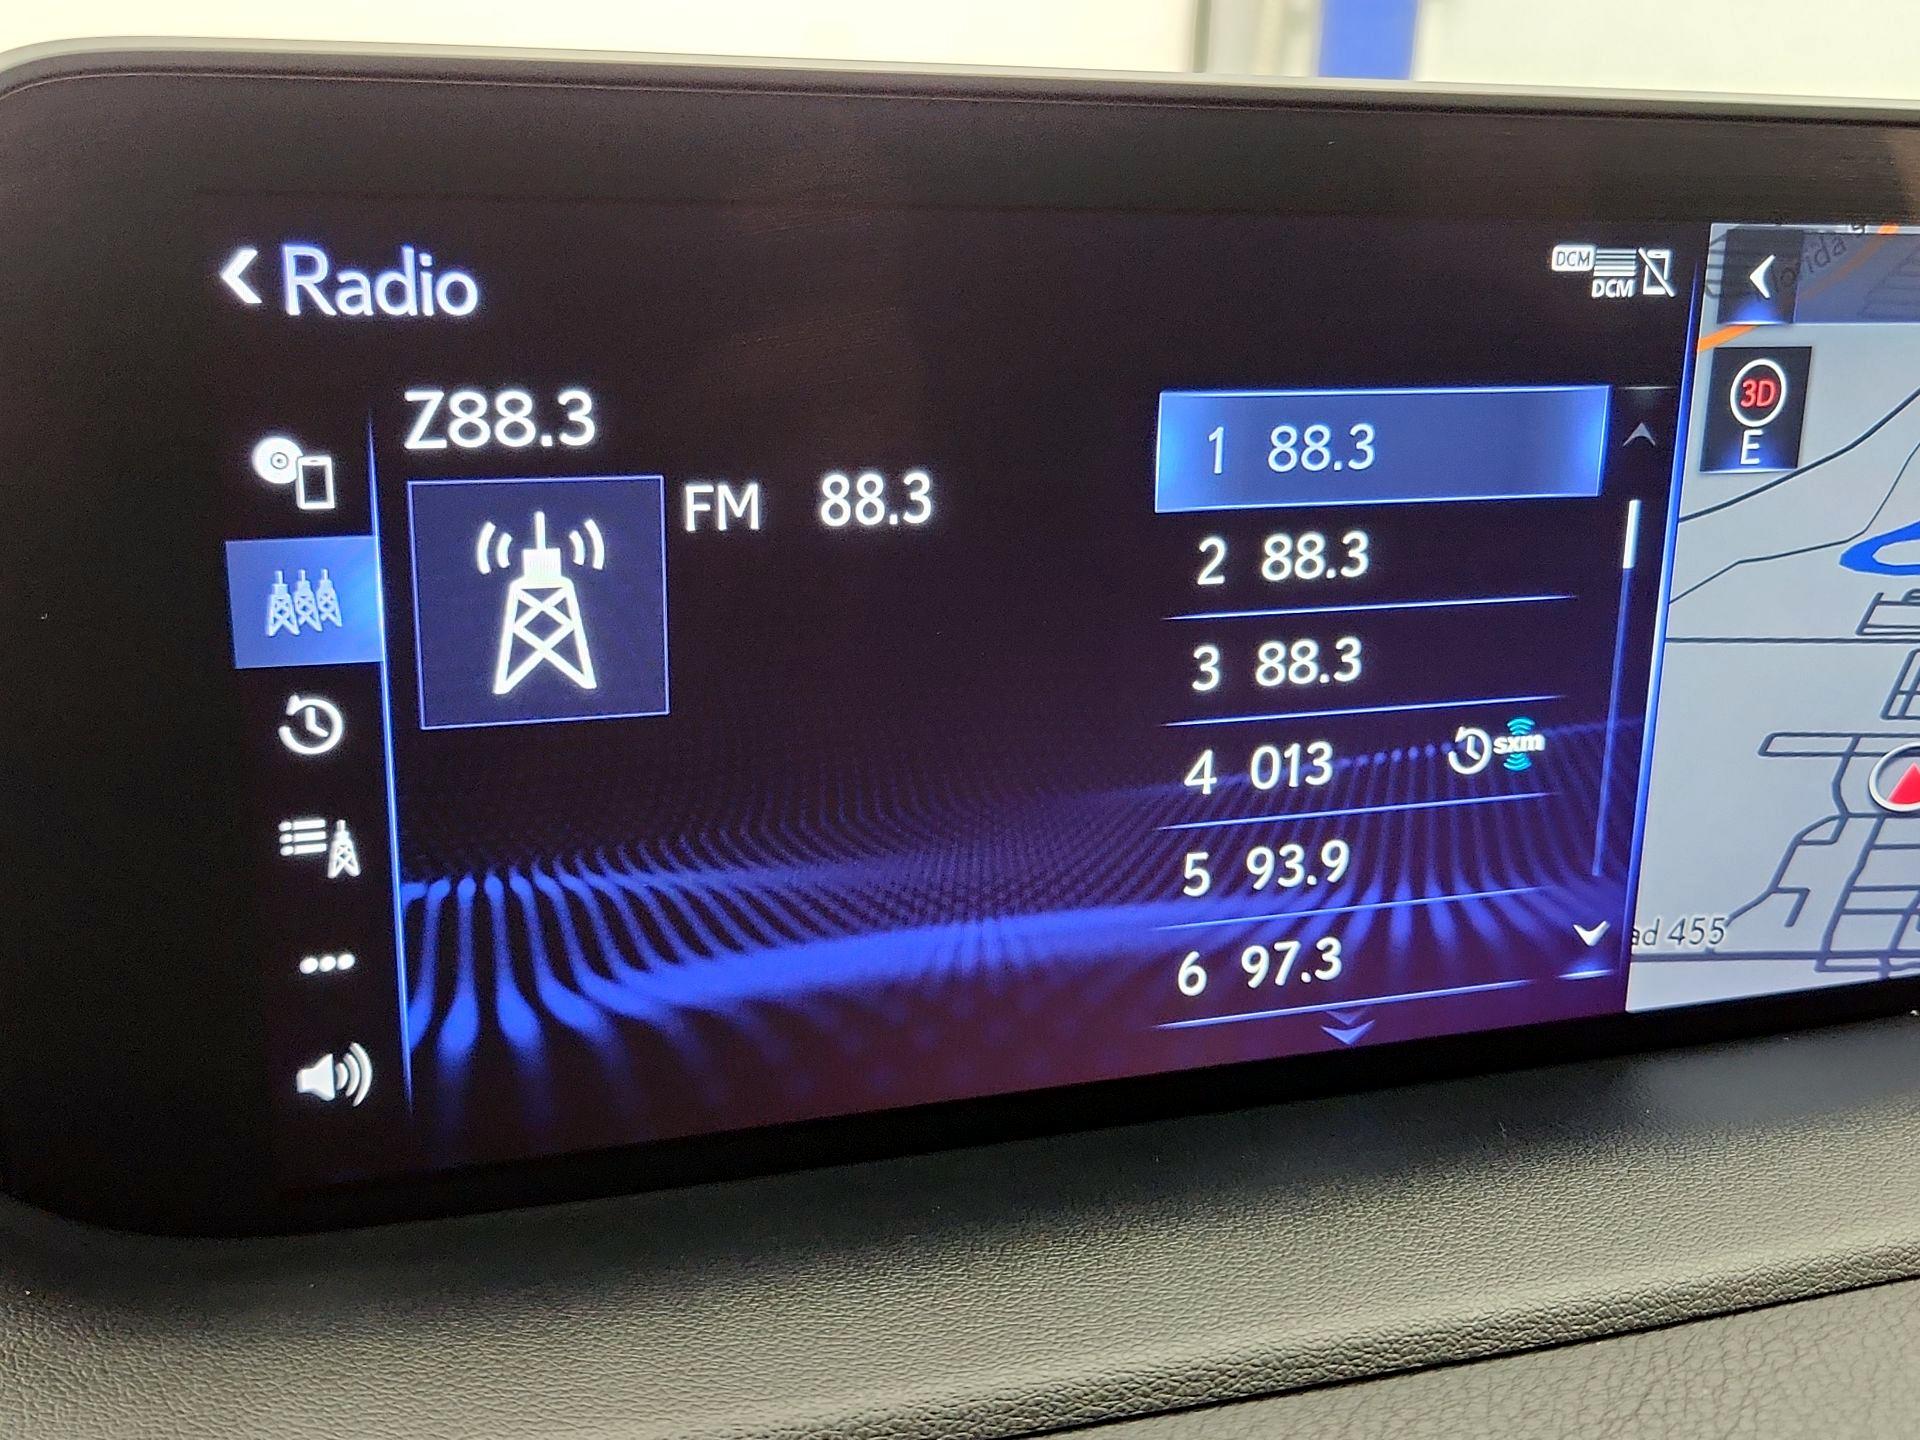 Radio
DCM
DCM
Z88.3
FM 88.3
1 88.3
2 88.3
3 88.3
4 013 sxm
5 93.9
6 97.3
3D
E
ad 455